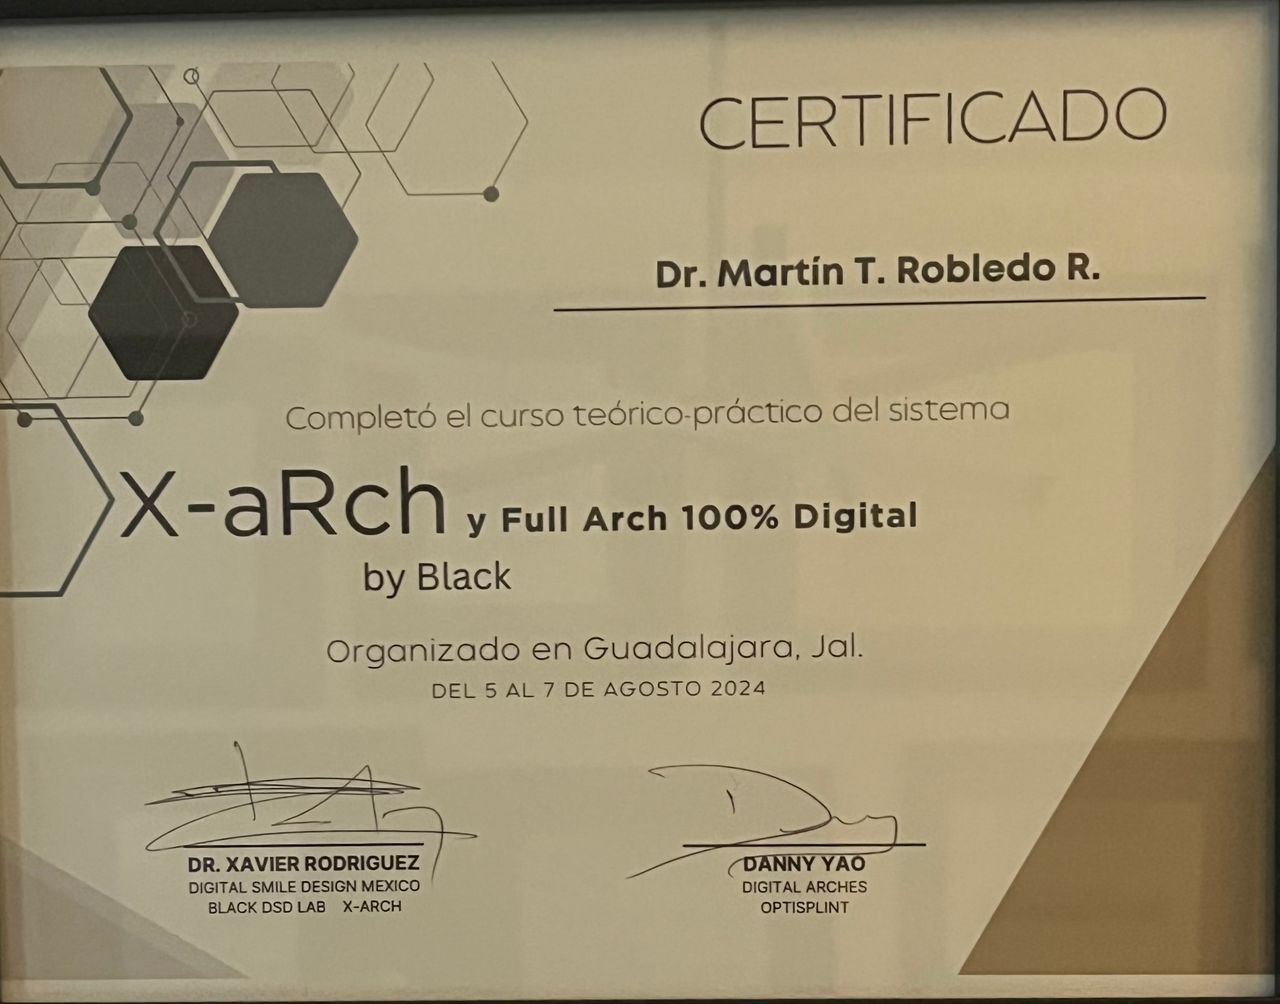 CERTIFICADO
Dr. Martín T. Robledo R.
Completó el curso teórico-práctico del sistema
X-aRch y Full Arch 100% Digital
by Black
Organizado en Guadalajara, Jal.
DEL 5 AL 7 DE AGOSTO 2024
DR. XAVIER RODRIGUEZ
DIGITAL SMILE DESIGN MEXICO
BLACK DSD LAB X-ARCH
DANNY YAO
DIGITAL ARCHES
OPTISPLINT